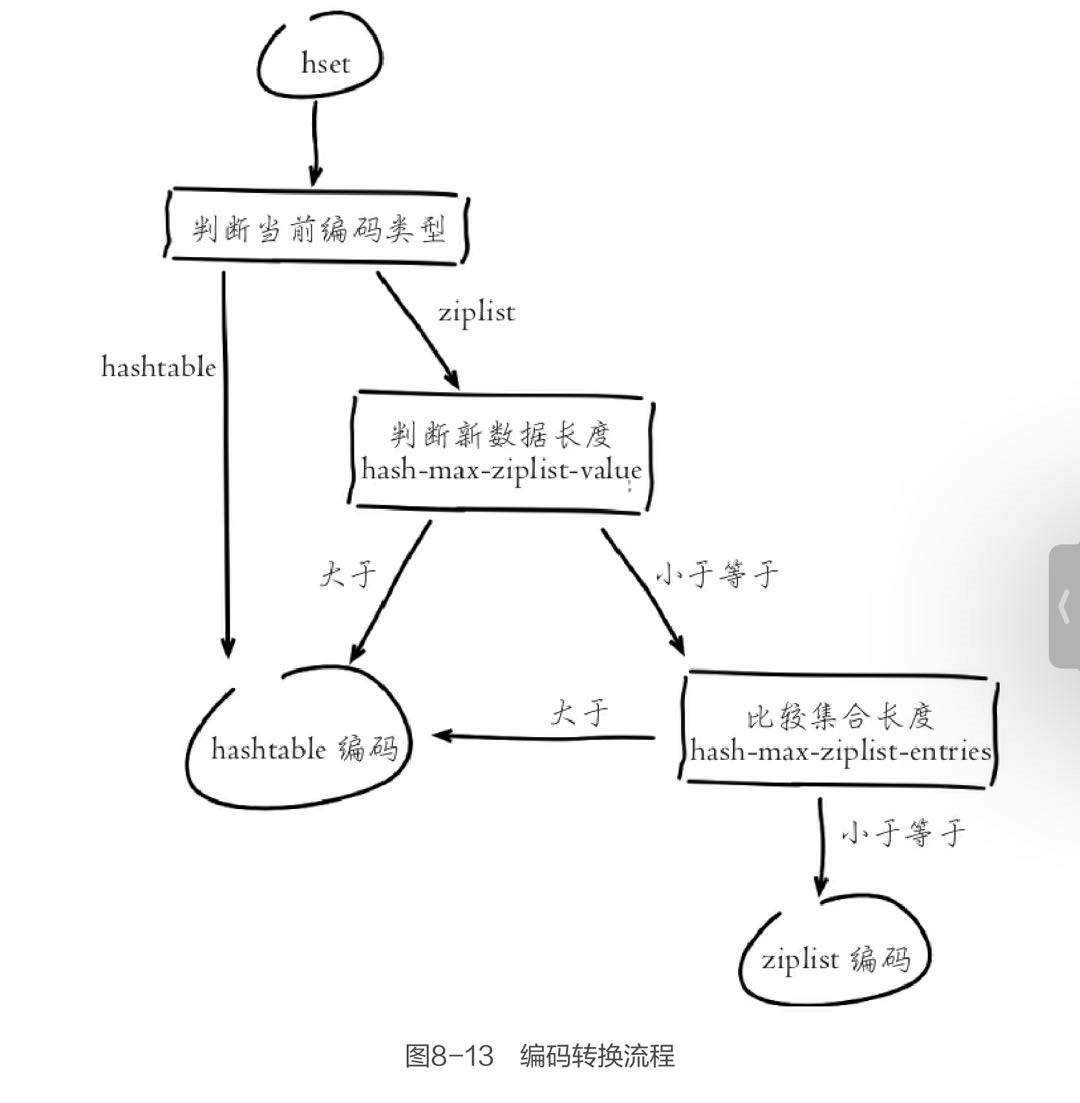 hset
判断当前编码类型
ziplist
hashtable
判断新数据长度
hash-max-ziplist-value
大于
小于等于
大于
比较集合长度
hash-max-ziplist-entries
hashtable 编码
小于等于
ziplist 编码
图8-13 编码转换流程